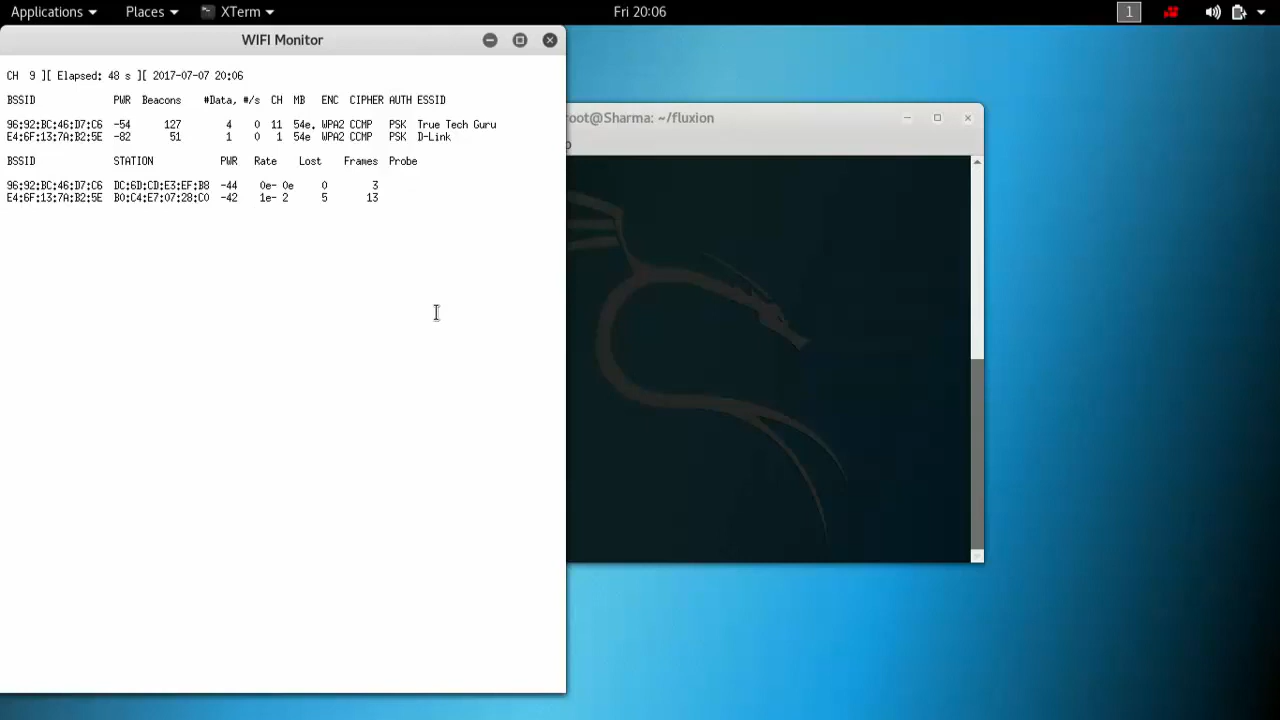 Applications Places XTerm Fri 20:06 1
WIFI Monitor
CH 9 ][ Elapsed: 48 s ][ 2017-07-07 20:06
BSSID PWR Beacons #Data, #/s CH MB ENC CIPHER AUTH ESSID
96:92:BC:46:D7:C6 -54 127 4 0 11 54e. WPA2 CCMP PSK True Tech Guru
E4:6F:13:7A:B2:5E -82 51 1 0 1 54e WPA2 CCMP PSK D-Link
BSSID STATION PWR Rate Lost Frames Probe
96:92:BC:46:D7:C6 DC:6D:CD:E3:EF:B8 -44 0e- 0e 0 3
E4:6F:13:7A:B2:5E B0:C4:E7:07:28:C0 -42 1e- 2 5 13
root@Sharma: ~/fluxion